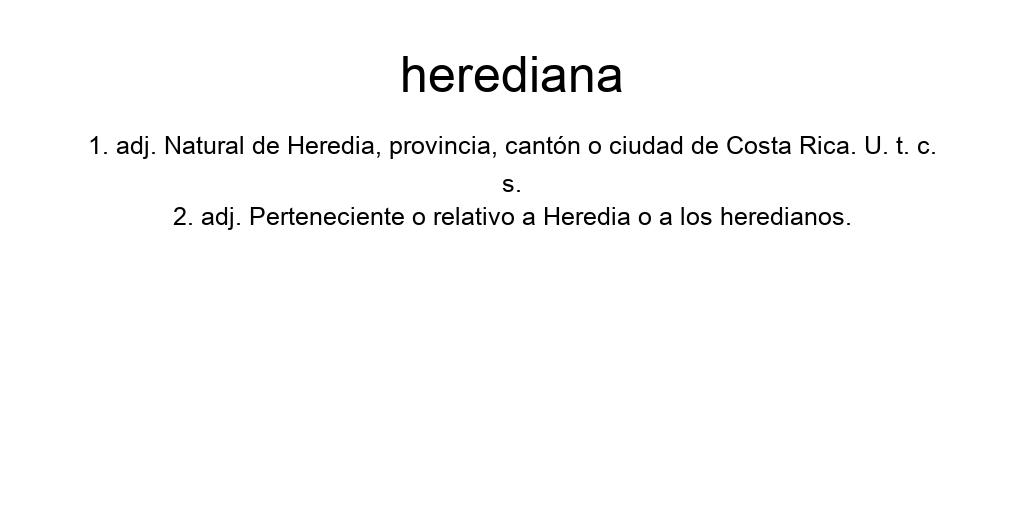 herediana
1. adj. Natural de Heredia, provincia, cantón o ciudad de Costa Rica. U. t. c.
s.
2. adj. Perteneciente o relativo a Heredia o a los heredianos.